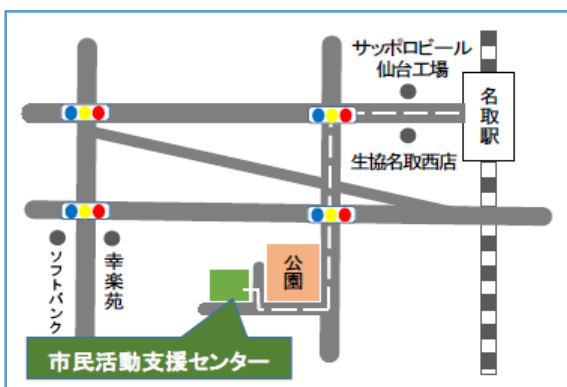 サッポロビール
仙台工場
名取駅
生協名取西店
公園
ソフトバンク
幸楽苑
市民活動支援センター